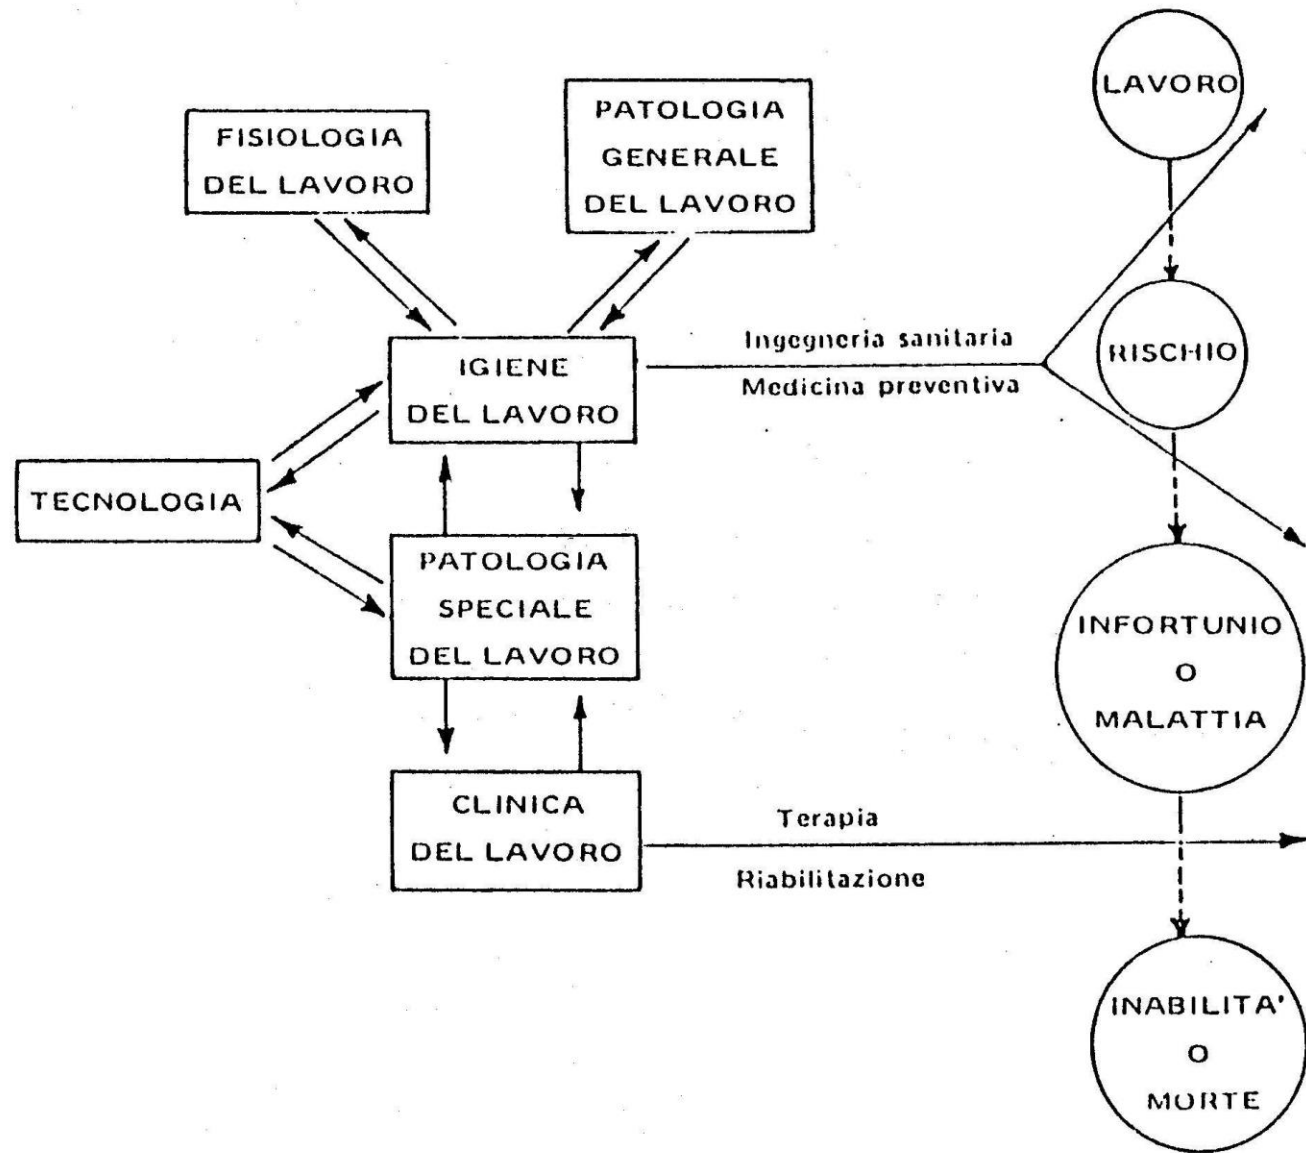 LAVORO
PATOLOGIA
GENERALE
DEL LAVORO
FISIOLOGIA
DEL LAVORO
Ingegneria sanitaria
Medicina preventiva
RISCHIO
IGIENE
DEL LAVORO
TECNOLOGIA
PATOLOGIA
SPECIALE
DEL LAVORO
INFORTUNIO
O
MALATTIA
CLINICA
DEL LAVORO
Terapia
Riabilitazione
INABILITA'
O
MORTE